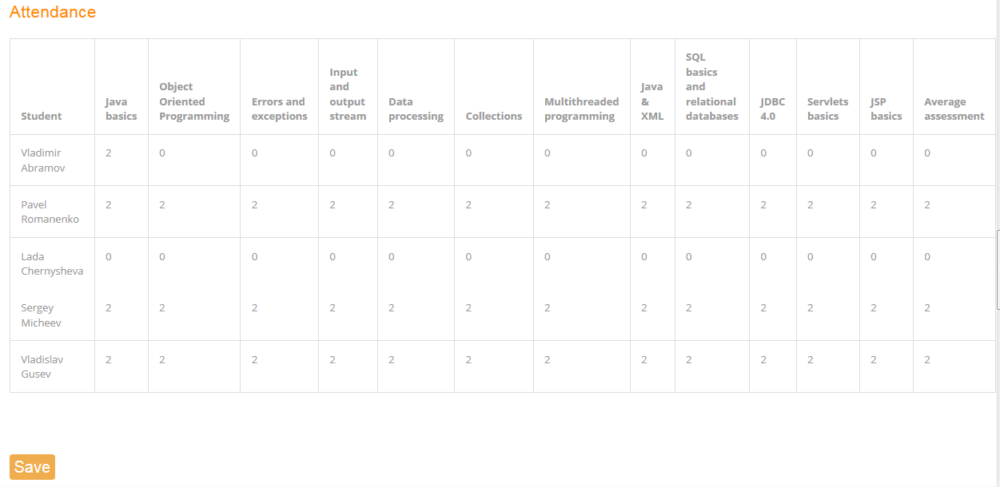 Attendance
Student
Java basics
Object Oriented Programming
Errors and exceptions
Input and output stream
Data processing
Collections
Multithreaded programming
Java & XML
SQL basics and relational databases
JDBC 4.0
Servlets basics
JSP basics
Average assessment
Vladimir Abramov 2 0 0 0 0 0 0 0 0 0 0 0 0
Pavel Romanenko 2 2 2 2 2 2 2 2 2 2 2 2 2
Lada Chernysheva 0 0 0 0 0 0 0 0 0 0 0 0 0
Sergey Micheev 2 2 2 2 2 2 2 2 2 2 2 2 2
Vladislav Gusev 2 2 2 2 2 2 2 2 2 2 2 2 2
Save